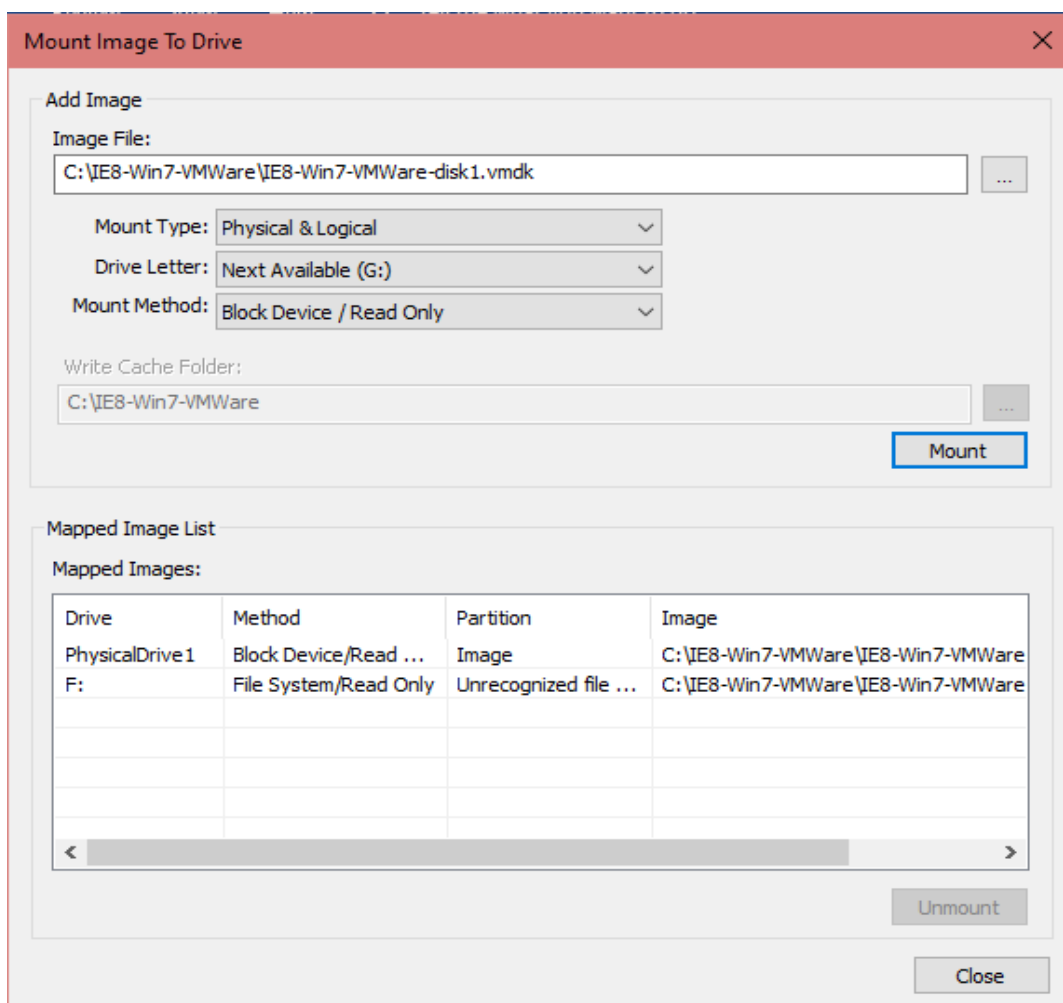 Mount Image To Drive
Add Image
Image File:
C:\IE8-Win7-VMWare\IE8-Win7-VMWare-disk1.vmdk
...
Mount Type: Physical & Logical
Drive Letter: Next Available (G:)
Mount Method: Block Device / Read Only
Write Cache Folder:
C:\IE8-Win7-VMWare
...
Mount
Mapped Image List
Mapped Images:
Drive Method Partition Image
PhysicalDrive1 Block Device/Read ... Image C:\IE8-Win7-VMWare\IE8-Win7-VMWare
F: File System/Read Only Unrecognized file ... C:\IE8-Win7-VMWare\IE8-Win7-VMWare
Unmount
Close